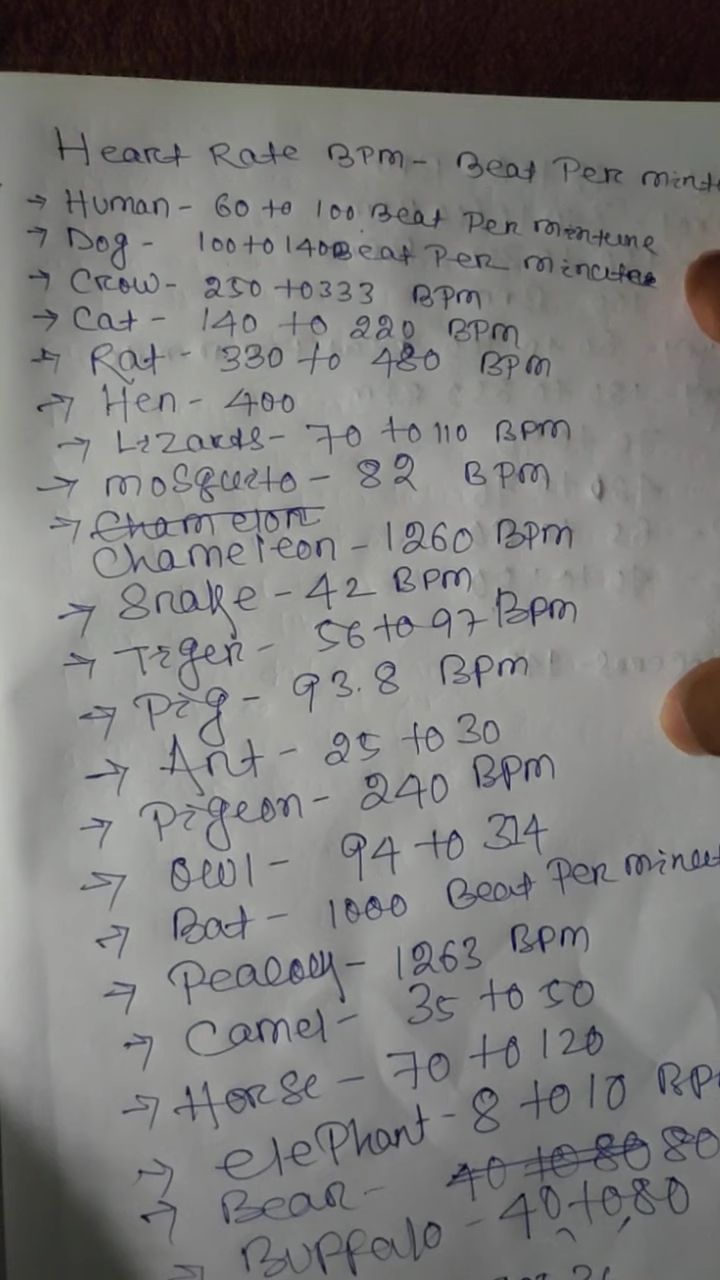 Heart Rate BPM- Beat Per mint
→ Human - 60 to 100 Beat Per
→ Dog - 100 to 140 Beat Per minutes
→ Crow - 250 to 333 BPM
→ Cat - 140 to 220 BPM
→ Rat - 330 to 480 BPM
→ Hen - 400
→ Lizards - 70 to 110 BPM
→ mosquito - 82 BPM
→ Chamelon
Chameleon - 1260 BPM
→ Snake - 42 BPM
→ Tiger - 56 to 97 BPM
→ Pig - 93.8 BPM
→ Ant - 25 to 30
→ Pigeon - 240 BPM
→ Owl - 94 to 314
→ Bat - 1000 Beat Per minut
→ Peacock - 1263 BPM
→ Camel - 35 to 50
→ Horse - 70 to 120
→ elePhant - 8 to 10 BP
→ Bear - 40 to 80 80
→ Buffalo - 40 to 80